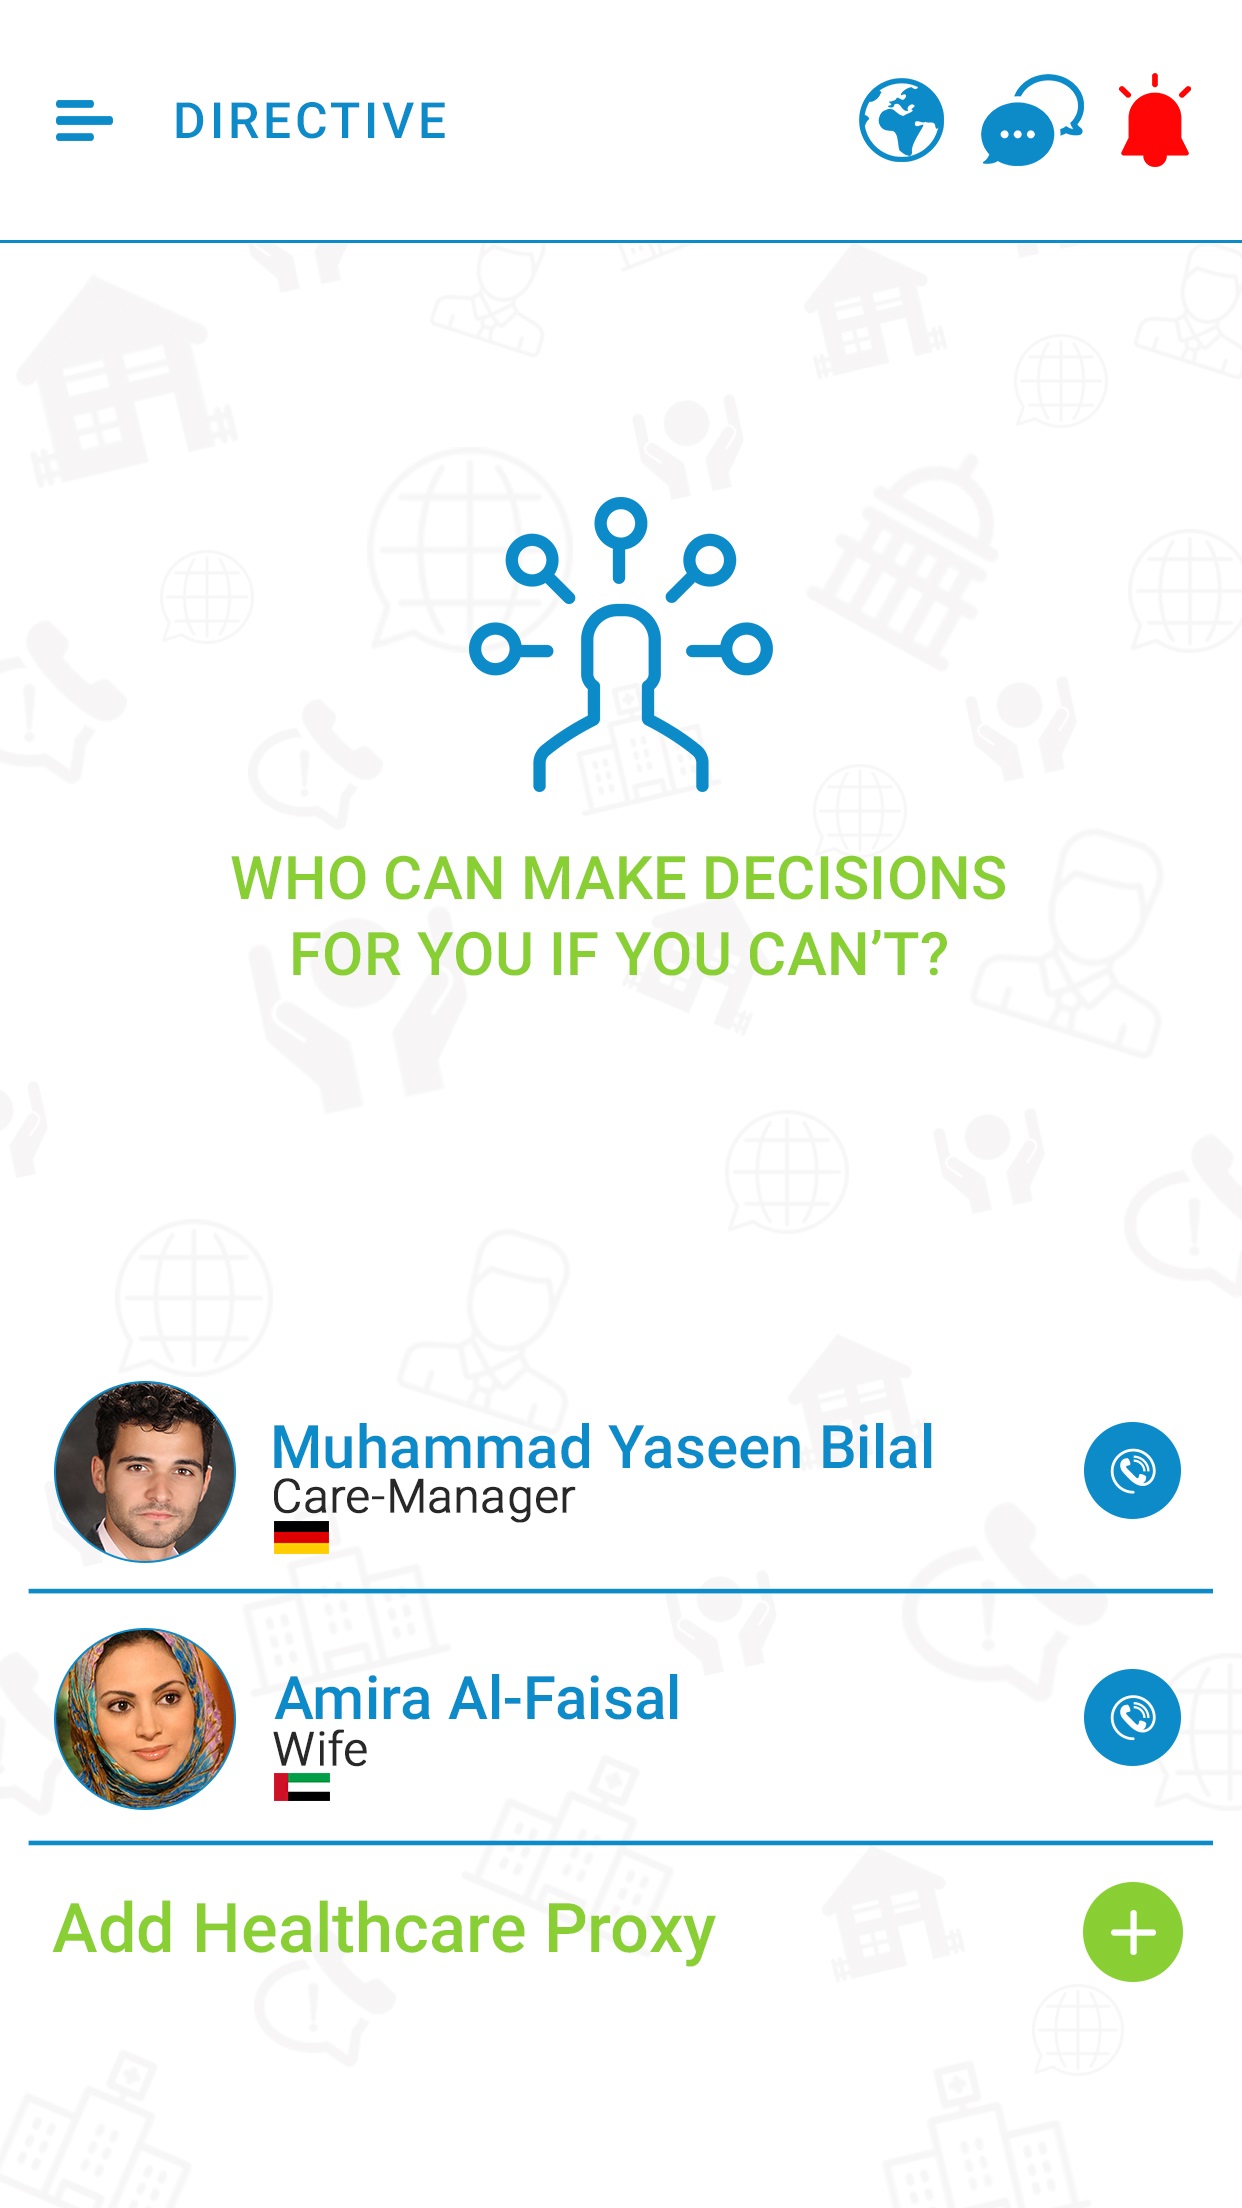 DIRECTIVE
WHO CAN MAKE DECISIONS
FOR YOU IF YOU CAN’T?
Muhammad Yaseen Bilal
Care-Manager
Amira Al-Faisal
Wife
Add Healthcare Proxy